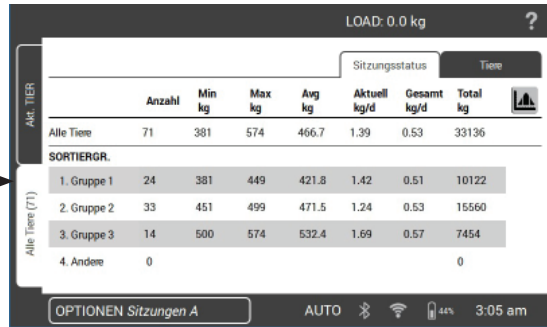 LOAD: 0.0 kg ?
Sitzungsstatus Tiere
Akt. TIER
Anzahl Min kg Max kg Avg kg Aktuell kg/d Gesamt kg/d Total kg
Alle Tiere 71 381 574 466.7 1.39 0.53 33136
SORTIERGR.
1. Gruppe 1 24 381 449 421.8 1.42 0.51 10122
2. Gruppe 2 33 451 499 471.5 1.24 0.53 15560
3. Gruppe 3 14 500 574 532.4 1.69 0.57 7454
4. Andere 0 0
Alle Tiere (71)
OPTIONEN Sitzungen A AUTO 44% 3:05 am